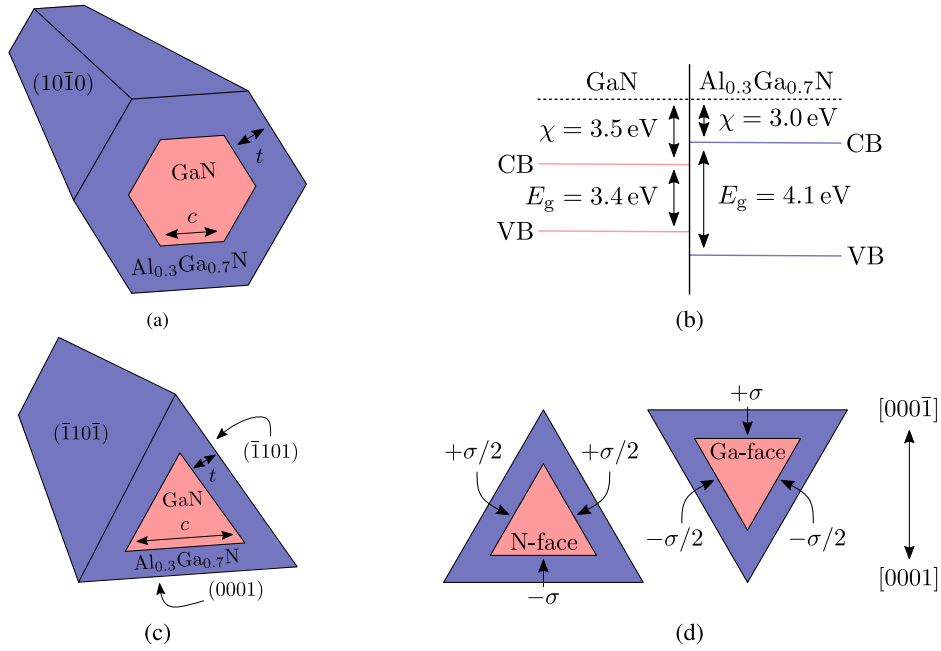 (101̄0)
GaN
t
c
Al₀.₃Ga₀.₇N
(a)
GaN Al₀.₃Ga₀.₇N
χ = 3.5 eV χ = 3.0 eV
CB CB
E_g = 3.4 eV E_g = 4.1 eV
VB VB
(b)
(1̄101̄)
(1̄101)
t
GaN
c
Al₀.₃Ga₀.₇N
(0001)
(c)
+σ
[0001̄]
+σ/2 +σ/2
Ga-face
−σ/2 −σ/2
N-face
−σ
[0001]
(d)